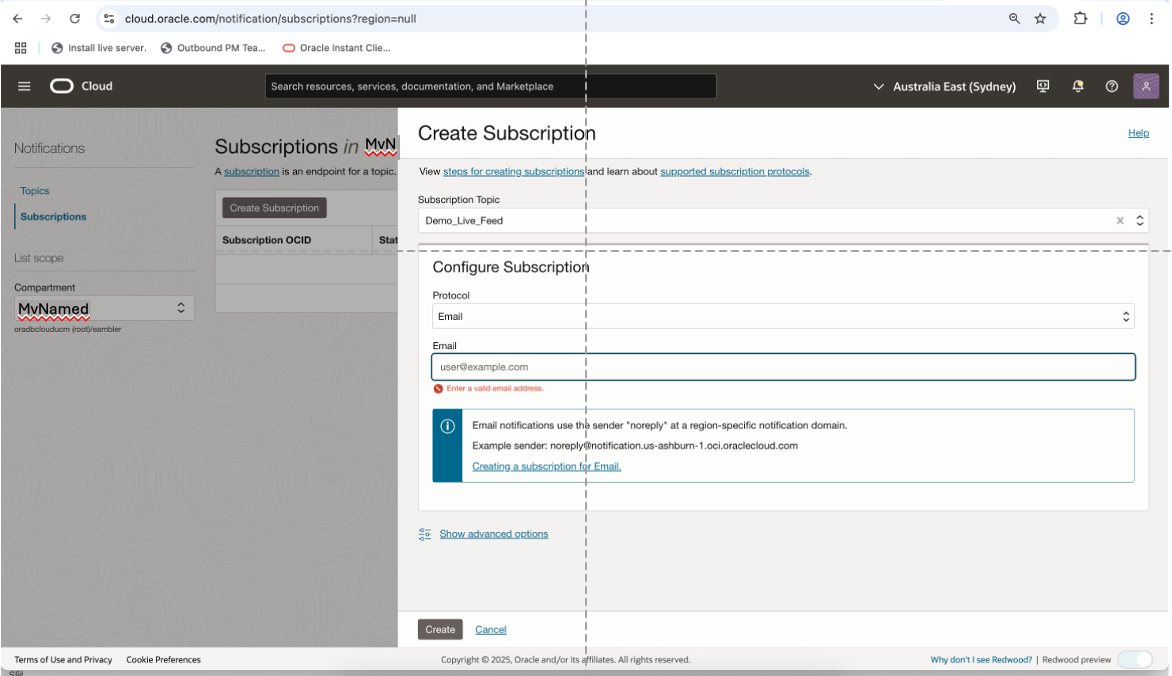 cloud.oracle.com/notification/subscriptions?region=null
Install live server. Outbound PM Tea... Oracle Instant Clie...
Cloud
Search resources, services, documentation, and Marketplace
Australia East (Sydney)
Notifications
Topics
Subscriptions
List scope
Compartment
MvNamed
oradbclouducm (root)/eambler
Subscriptions in MvN
A subscription is an endpoint for a topic.
Create Subscription
Subscription OCID Stat
Create Subscription
Help
View steps for creating subscriptions and learn about supported subscription protocols.
Subscription Topic
Demo_Live_Feed
Configure Subscription
Protocol
Email
Email
user@example.com
Enter a valid email address.
Email notifications use the sender "noreply" at a region-specific notification domain.
Example sender: noreply@notification.us-ashburn-1.oci.oraclecloud.com
Creating a subscription for Email.
Show advanced options
Create Cancel
Terms of Use and Privacy Cookie Preferences Copyright © 2025, Oracle and/or its affiliates. All rights reserved. Why don't I see Redwood? | Redwood preview